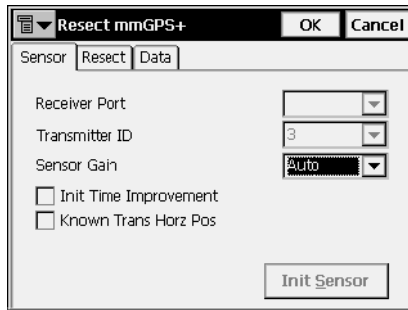 Resect mmGPS+ OK Cancel
Sensor Resect Data
Receiver Port
Transmitter ID 3
Sensor Gain Auto
Init Time Improvement
Known Trans Horz Pos
Init Sensor